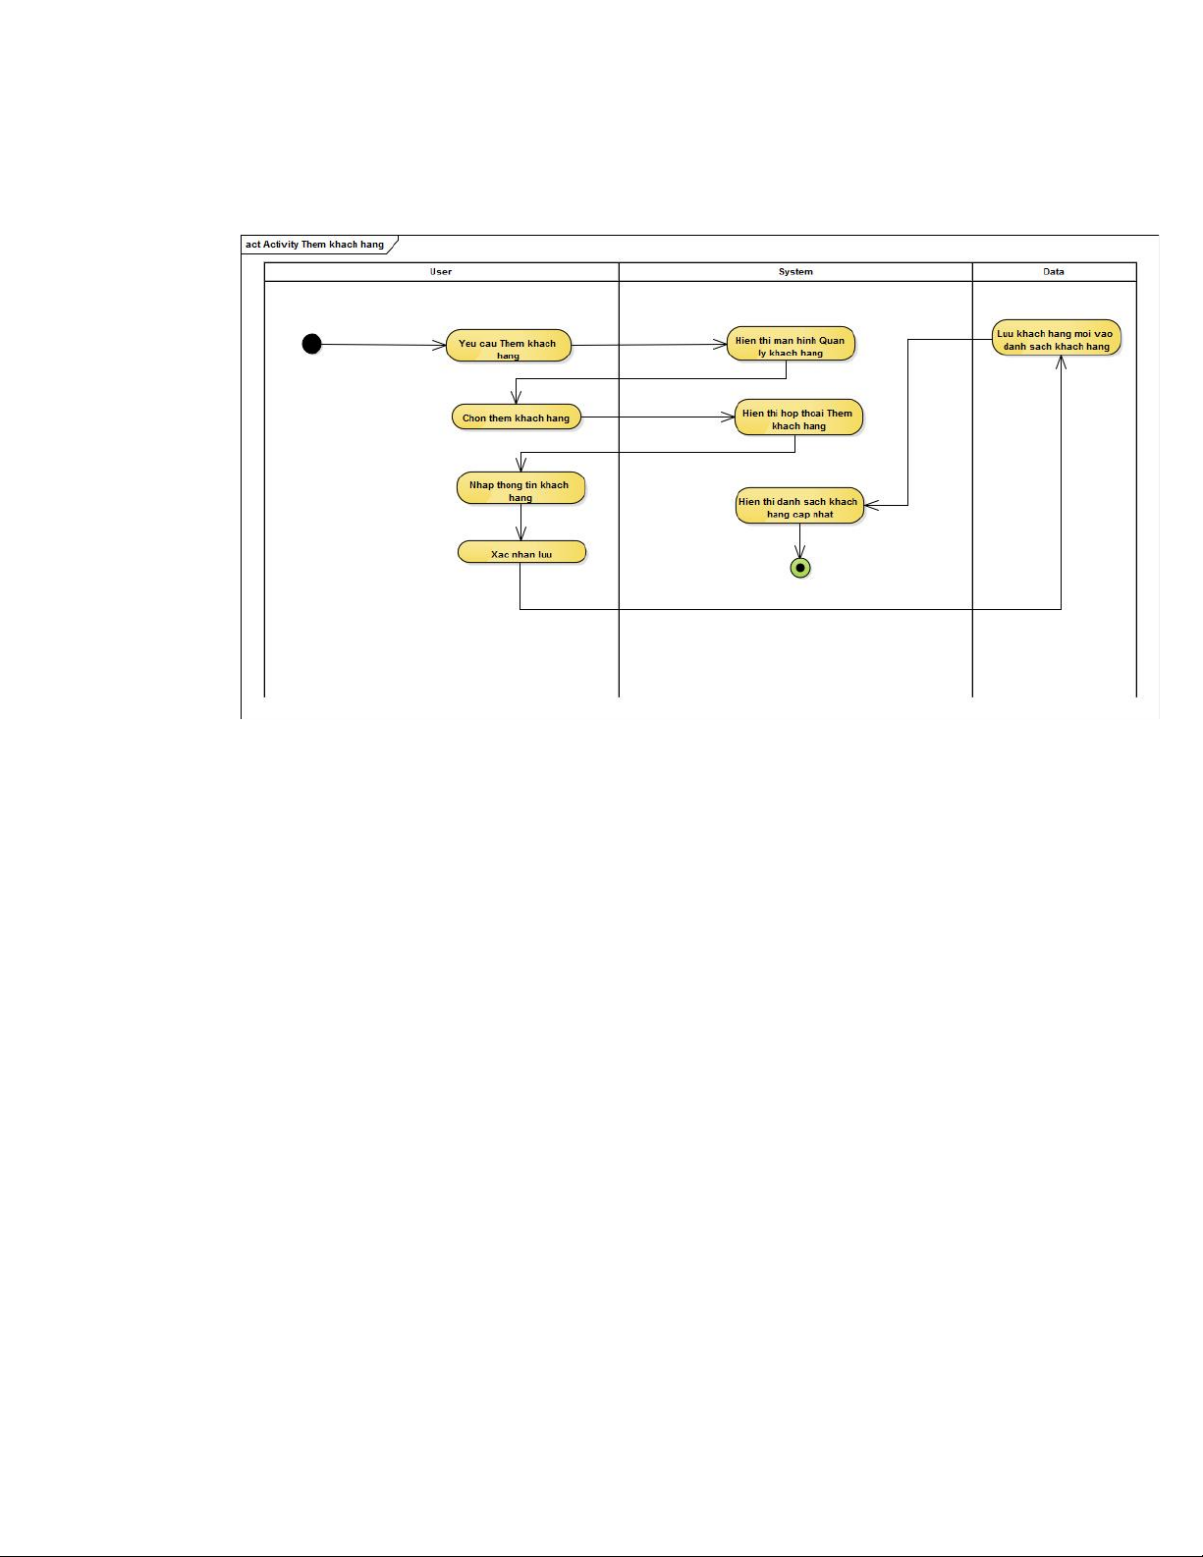 act Activity Them khach hang
User
System
Data
Yeu cau Them khach
hang
Hien thi man hinh Quan
ly khach hang
Luu khach hang moi vao
danh sach khach hang
Chon them khach hang
Hien thi hop thoai Them
khach hang
Nhap thong tin khach
hang
Hien thi danh sach khach
hang cap nhat
Xac nhan luu